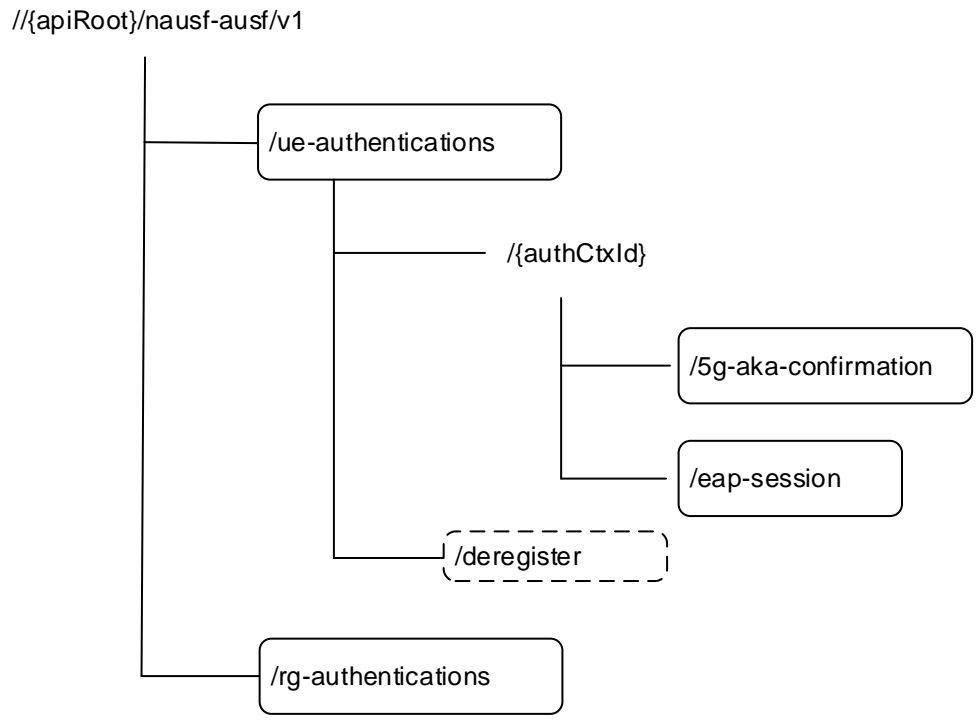 //{apiRoot}/nausf-ausf/v1
/ue-authentications
/{authCtxId}
/5g-aka-confirmation
/eap-session
/deregister
/rg-authentications